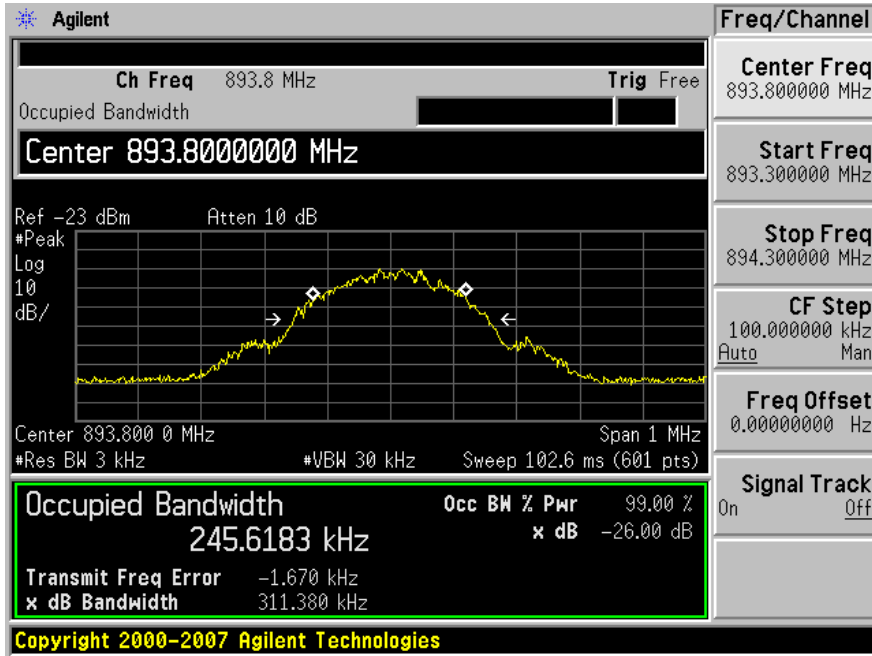 Agilent
Freq/Channel
Ch Freq 893.8 MHz Trig Free
Occupied Bandwidth
Center 893.8000000 MHz
Ref -23 dBm Atten 10 dB
#Peak
Log
10
dB/
Center 893.800 0 MHz Span 1 MHz
#Res BW 3 kHz #VBW 30 kHz Sweep 102.6 ms (601 pts)
Occupied Bandwidth
245.6183 kHz
Occ BW % Pwr 99.00 %
x dB -26.00 dB
Transmit Freq Error -1.670 kHz
x dB Bandwidth 311.380 kHz
Copyright 2000-2007 Agilent Technologies
Center Freq
893.800000 MHz
Start Freq
893.300000 MHz
Stop Freq
894.300000 MHz
CF Step
100.000000 kHz
Auto Man
Freq Offset
0.00000000 Hz
Signal Track
On Off